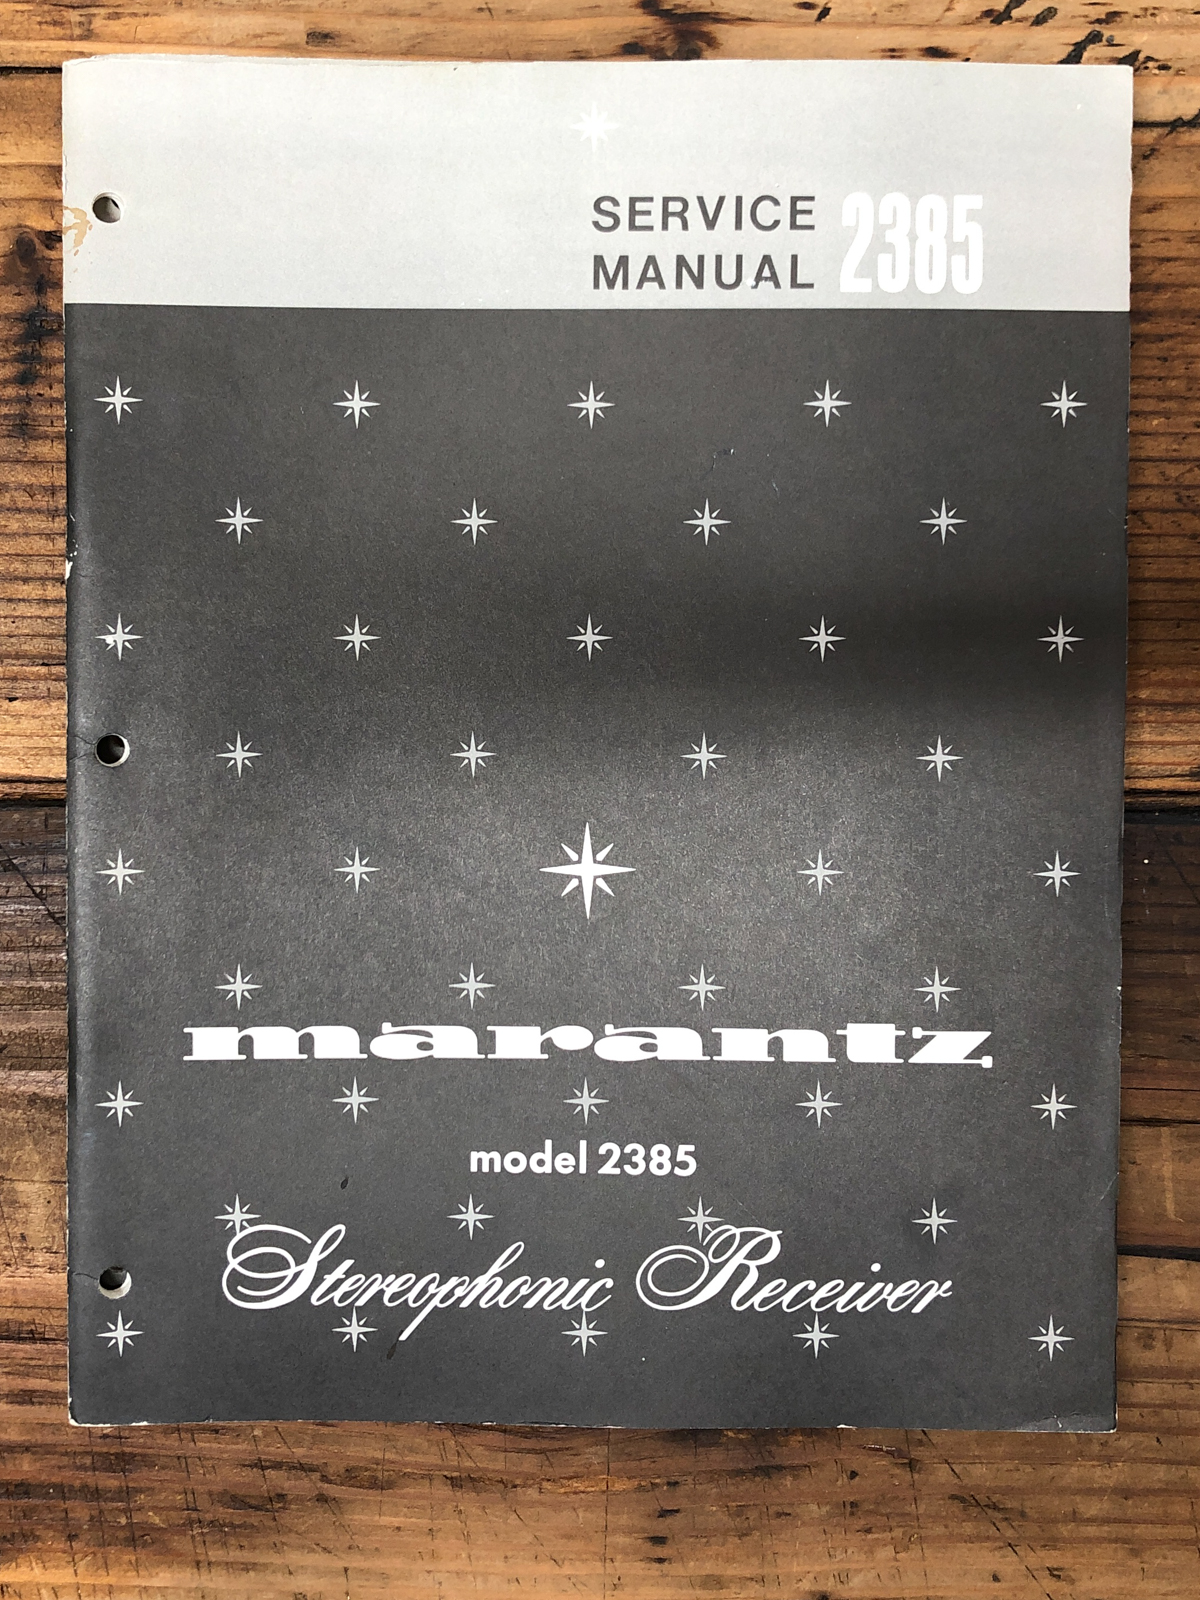 SERVICE
MANUAL 2385
marantz
model 2385
Stereophonic Receiver